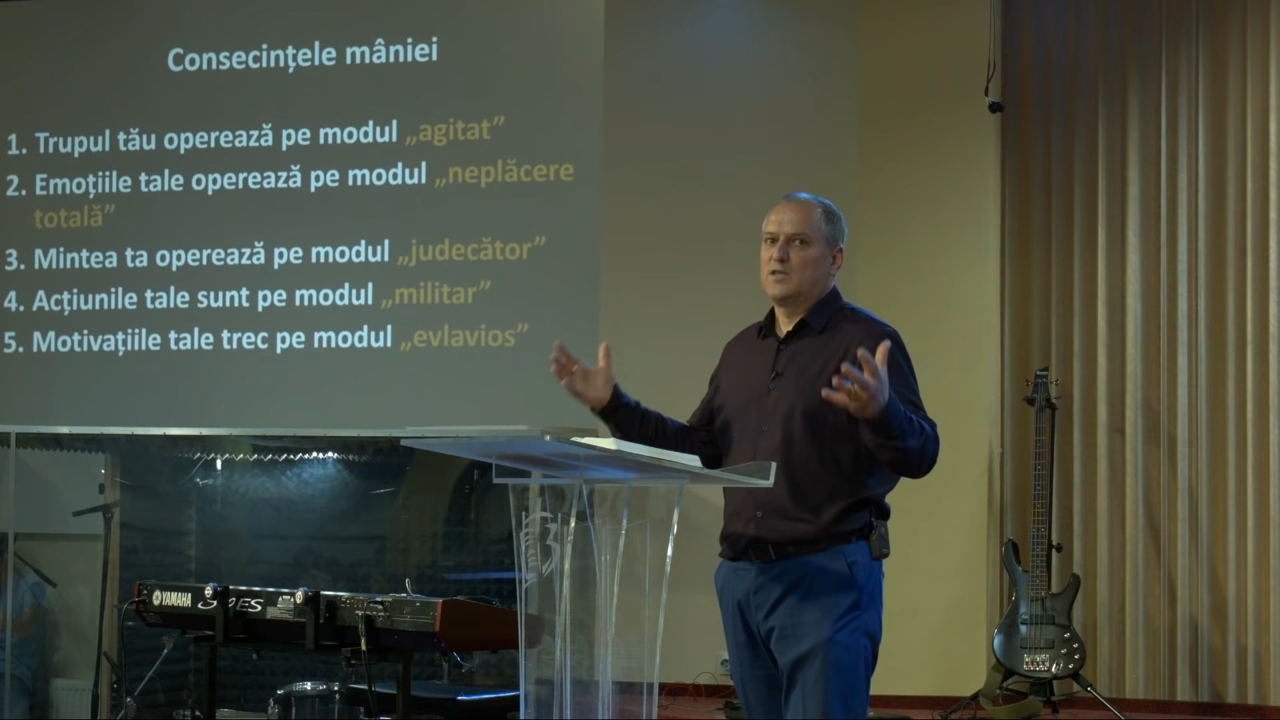 Consecințele mâniei
1. Trupul tău operează pe modul „agitat”
2. Emoțiile tale operează pe modul „neplăcere
totală”
3. Mintea ta operează pe modul „judecător”
4. Acțiunile tale sunt pe modul „militar”
5. Motivațiile tale trec pe modul „evlavios”
YAMAHA